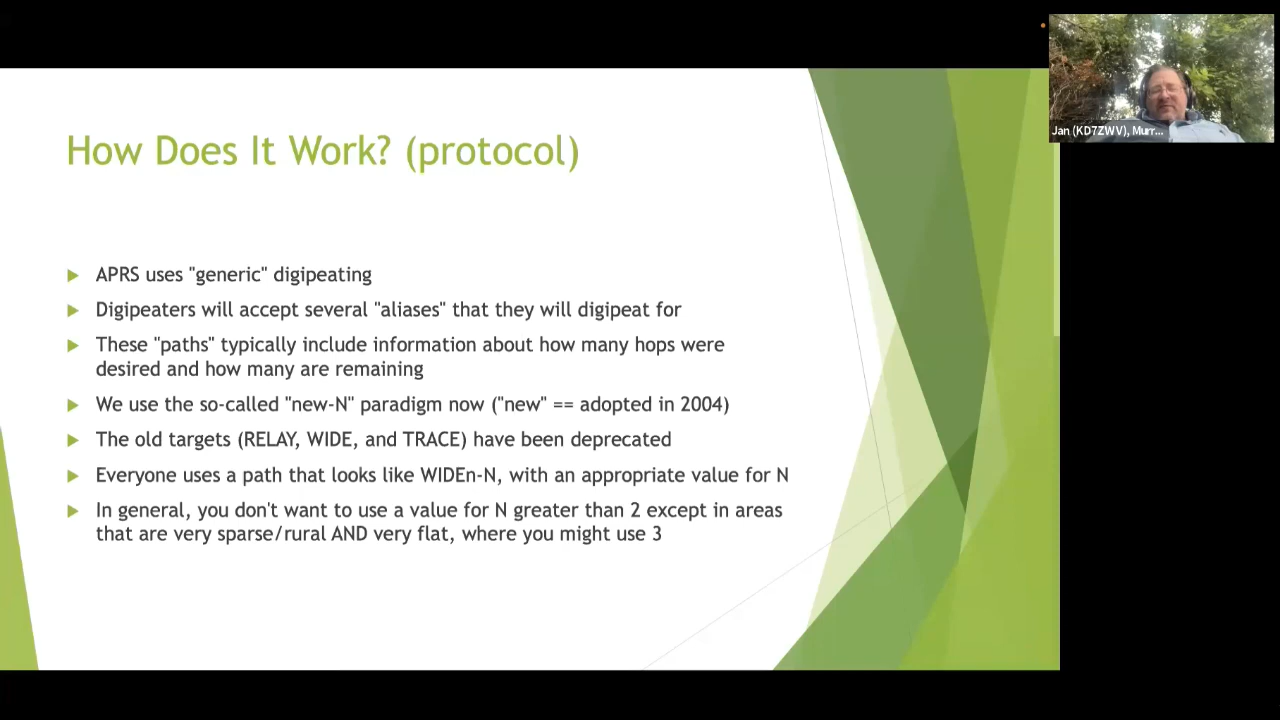 How Does It Work? (protocol)
APRS uses "generic" digipeating
Digipeaters will accept several "aliases" that they will digipeat for
These "paths" typically include information about how many hops were
desired and how many are remaining
We use the so-called "new-N" paradigm now ("new" == adopted in 2004)
The old targets (RELAY, WIDE, and TRACE) have been deprecated
Everyone uses a path that looks like WIDEn-N, with an appropriate value for N
In general, you don't want to use a value for N greater than 2 except in areas
that are very sparse/rural AND very flat, where you might use 3
Jan (KD7ZWV), Murr...